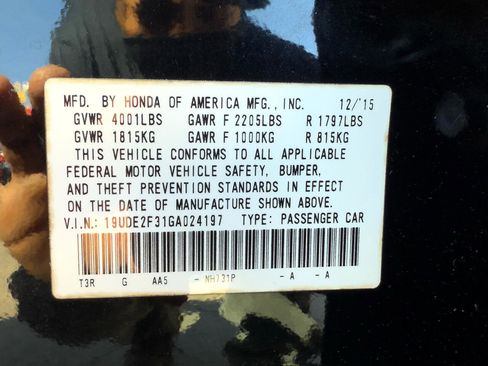 MFD. BY HONDA OF AMERICA MFG., INC. 12/'15
GVWR 4001LBS GAWR F 2205LBS R 1797LBS
GVWR 1815KG GAWR F 1000KG R 815KG
THIS VEHICLE CONFORMS TO ALL APPLICABLE
FEDERAL MOTOR VEHICLE SAFETY, BUMPER,
AND THEFT PREVENTION STANDARDS IN EFFECT
ON THE DATE OF MANUFACTURE SHOWN ABOVE.
V.I.N.: 19UDE2F31GA024197 TYPE: PASSENGER CAR
T3R G AA5 - NH731P - A - A